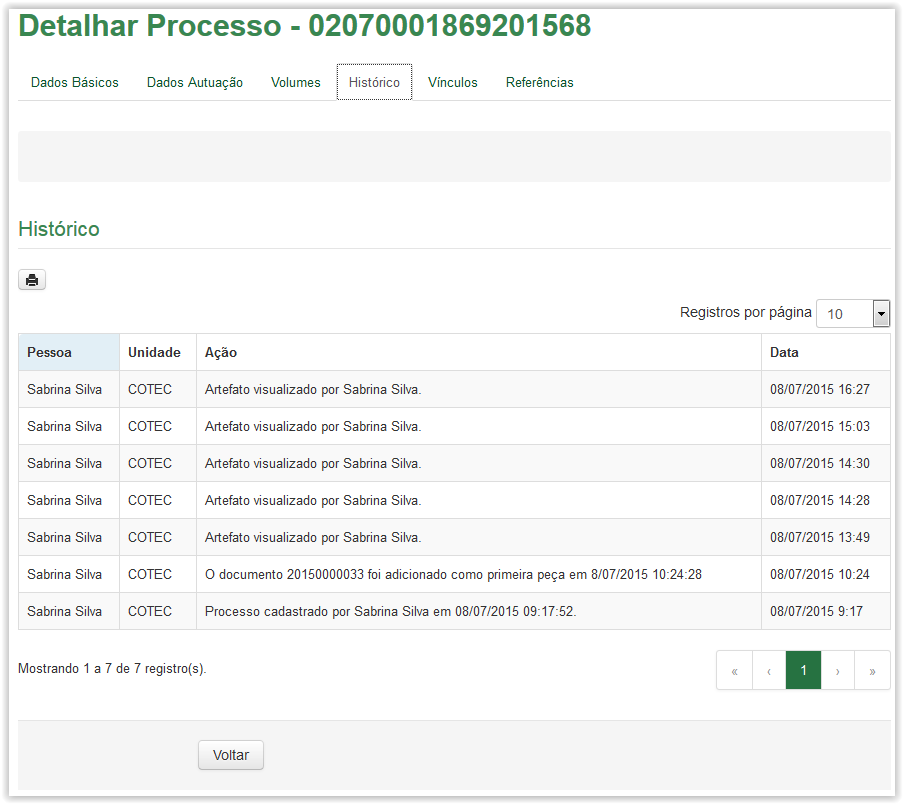 Detalhar Processo - 02070001869201568
Dados Básicos Dados Autuação Volumes Histórico Vínculos Referências
Histórico
Registros por página 10
Pessoa Unidade Ação Data
Sabrina Silva COTEC Artefato visualizado por Sabrina Silva. 08/07/2015 16:27
Sabrina Silva COTEC Artefato visualizado por Sabrina Silva. 08/07/2015 15:03
Sabrina Silva COTEC Artefato visualizado por Sabrina Silva. 08/07/2015 14:30
Sabrina Silva COTEC Artefato visualizado por Sabrina Silva. 08/07/2015 14:28
Sabrina Silva COTEC Artefato visualizado por Sabrina Silva. 08/07/2015 13:49
Sabrina Silva COTEC O documento 20150000033 foi adicionado como primeira peça em 8/07/2015 10:24:28 08/07/2015 10:24
Sabrina Silva COTEC Processo cadastrado por Sabrina Silva em 08/07/2015 09:17:52. 08/07/2015 9:17
Mostrando 1 a 7 de 7 registro(s). « ‹ 1 › »
Voltar